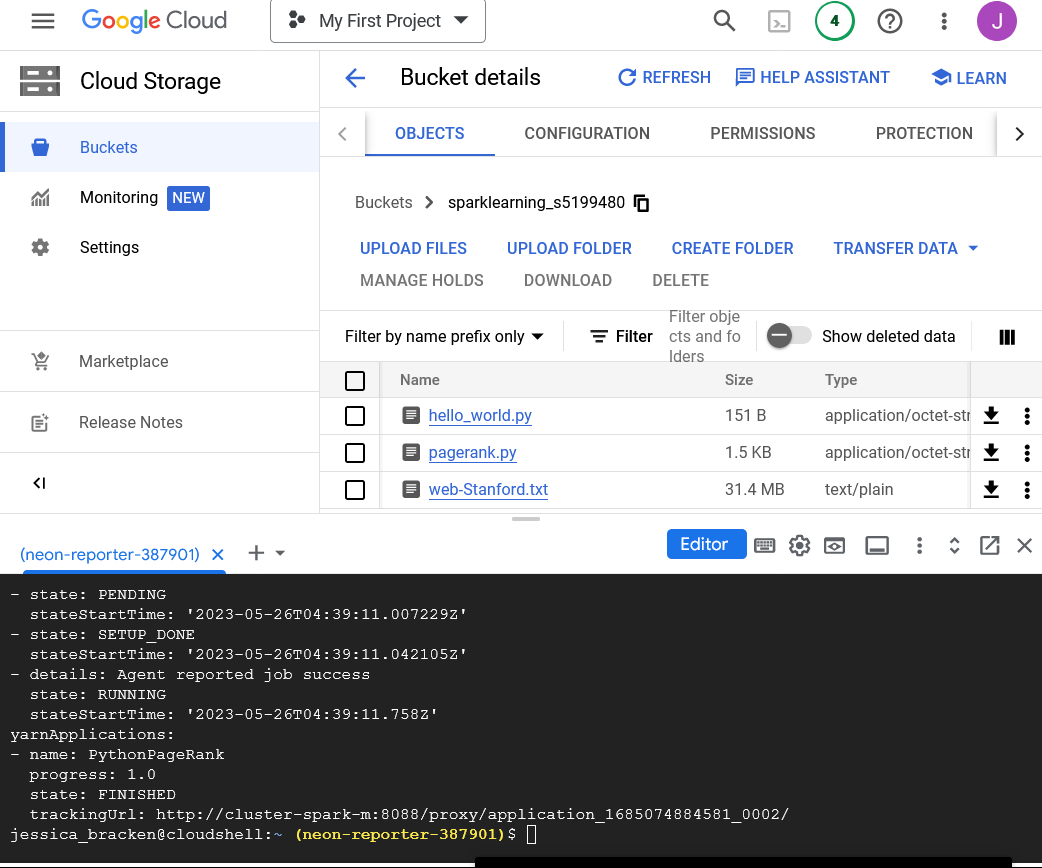 Google Cloud
My First Project
4
J
Cloud Storage
Bucket details
REFRESH
HELP ASSISTANT
LEARN
Buckets
Monitoring NEW
Settings
Marketplace
Release Notes
OBJECTS
CONFIGURATION
PERMISSIONS
PROTECTION
Buckets
sparklearning_s5199480
UPLOAD FILES
UPLOAD FOLDER
CREATE FOLDER
TRANSFER DATA
MANAGE HOLDS
DOWNLOAD
DELETE
Filter by name prefix only
Filter
Filter obje
cts and fo
lders
Show deleted data
Name Size Type
hello_world.py 151 B application/octet-str
pagerank.py 1.5 KB application/octet-str
web-Stanford.txt 31.4 MB text/plain
(neon-reporter-387901)
Editor
- state: PENDING
stateStartTime: '2023-05-26T04:39:11.007229Z'
- state: SETUP_DONE
stateStartTime: '2023-05-26T04:39:11.042105Z'
- details: Agent reported job success
state: RUNNING
stateStartTime: '2023-05-26T04:39:11.758Z'
yarnApplications:
- name: PythonPageRank
progress: 1.0
state: FINISHED
trackingUrl: http://cluster-spark-m:8088/proxy/application_1685074884581_0002/
jessica_bracken@cloudshell:~ (neon-reporter-387901)$